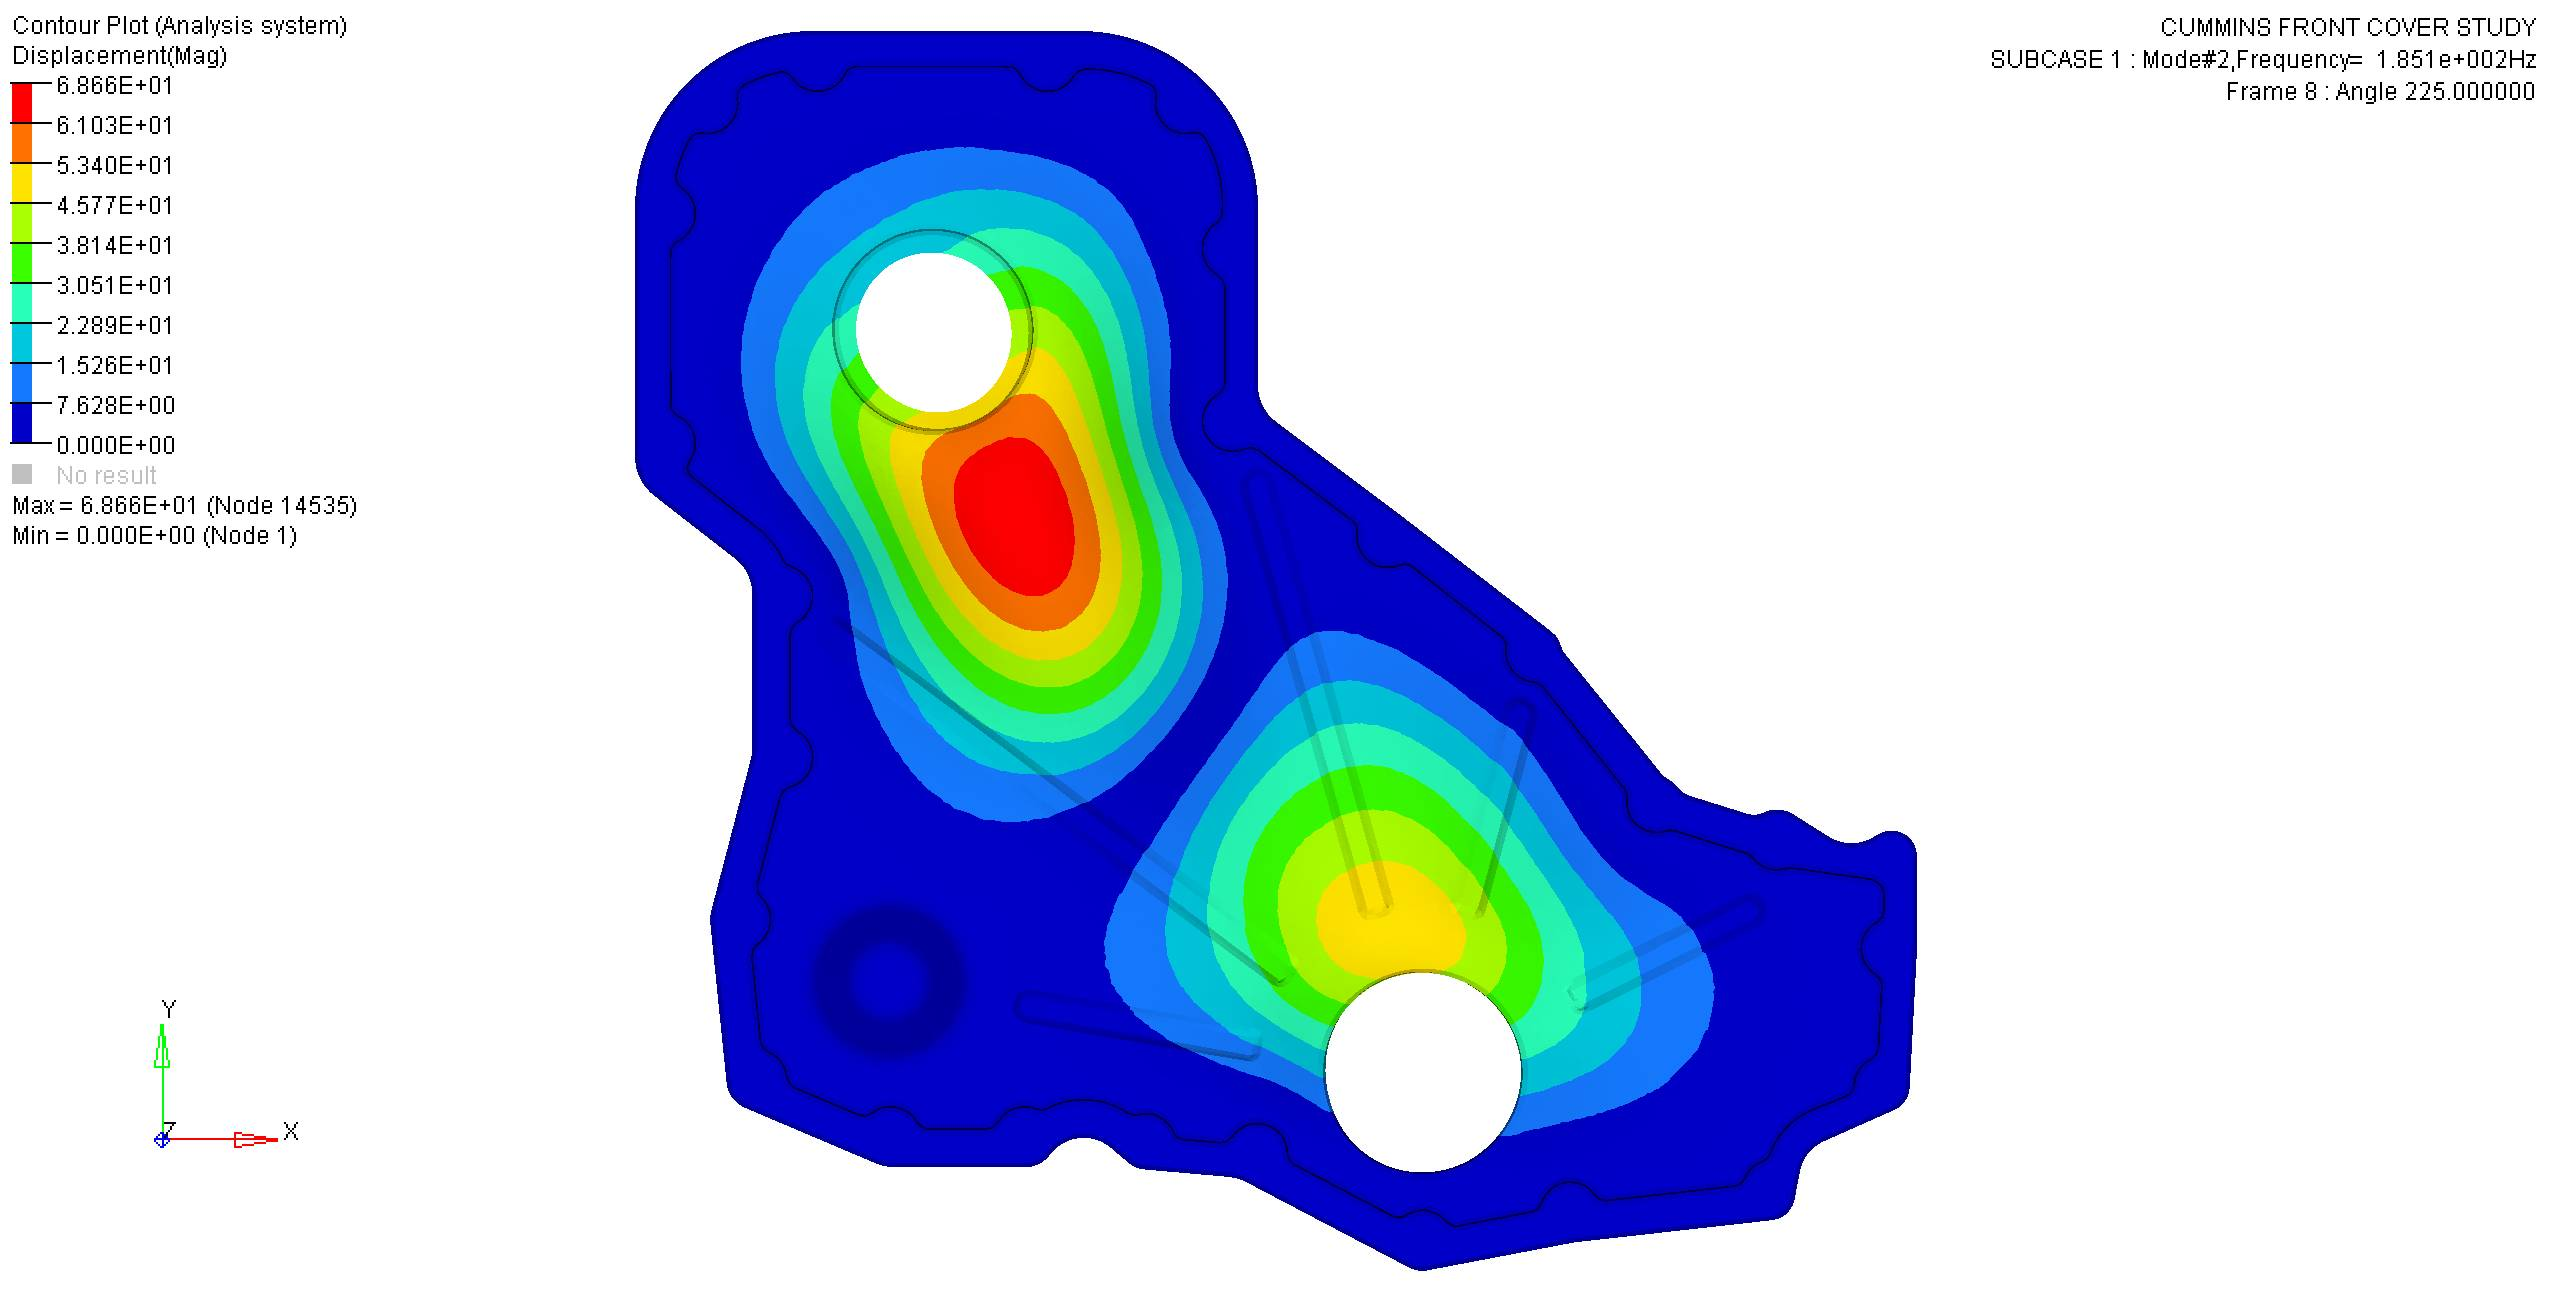 Contour Plot (Analysis system)
Displacement(Mag)
6.866E+01
6.103E+01
5.340E+01
4.577E+01
3.814E+01
3.051E+01
2.289E+01
1.526E+01
7.628E+00
0.000E+00
No result
Max = 6.866E+01 (Node 14535)
Min = 0.000E+00 (Node 1)
CUMMINS FRONT COVER STUDY
SUBCASE 1 : Mode#2,Frequency= 1.851e+002Hz
Frame 8 : Angle 225.000000
Y
Z
X